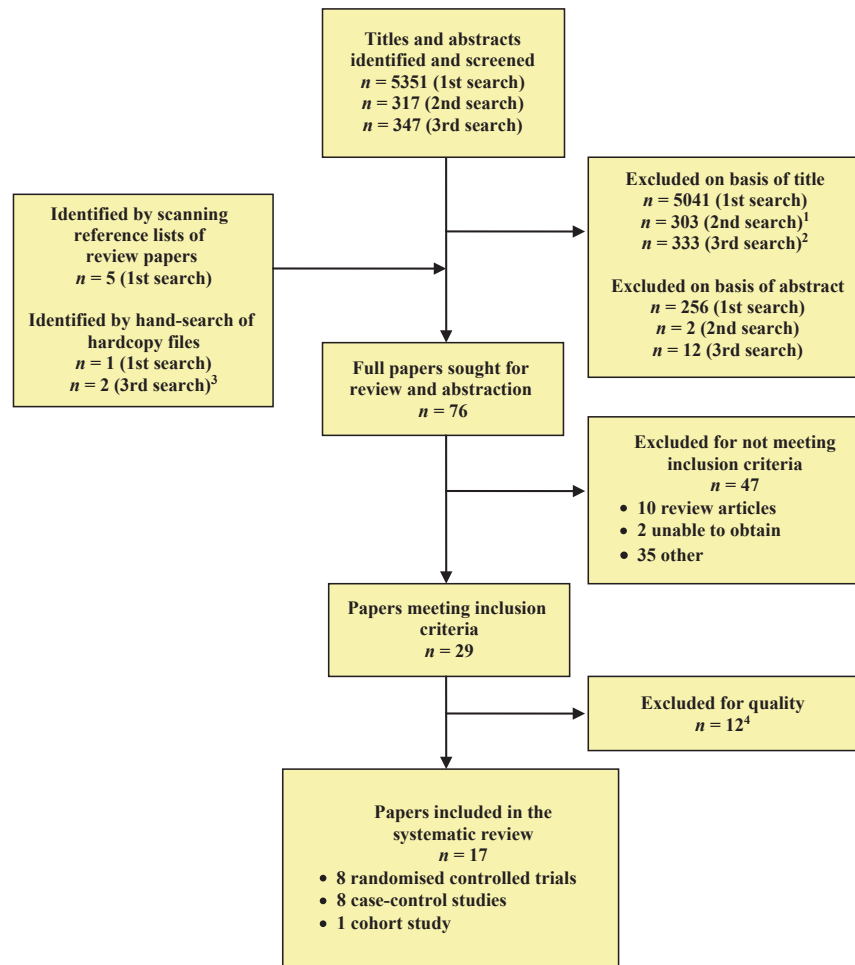 Titles and abstracts
identified and screened
n = 5351 (1st search)
n = 317 (2nd search)
n = 347 (3rd search)
Excluded on basis of title
n = 5041 (1st search)
n = 303 (2nd search)1
n = 333 (3rd search)2
Excluded on basis of abstract
n = 256 (1st search)
n = 2 (2nd search)
n = 12 (3rd search)
Identified by scanning
reference lists of
review papers
n = 5 (1st search)
Identified by hand-search of
hardcopy files
n = 1 (1st search)
n = 2 (3rd search)3
Full papers sought for
review and abstraction
n = 76
Excluded for not meeting
inclusion criteria
n = 47
• 10 review articles
• 2 unable to obtain
• 35 other
Papers meeting inclusion
criteria
n = 29
Excluded for quality
n = 124
Papers included in the
systematic review
n = 17
• 8 randomised controlled trials
• 8 case-control studies
• 1 cohort study